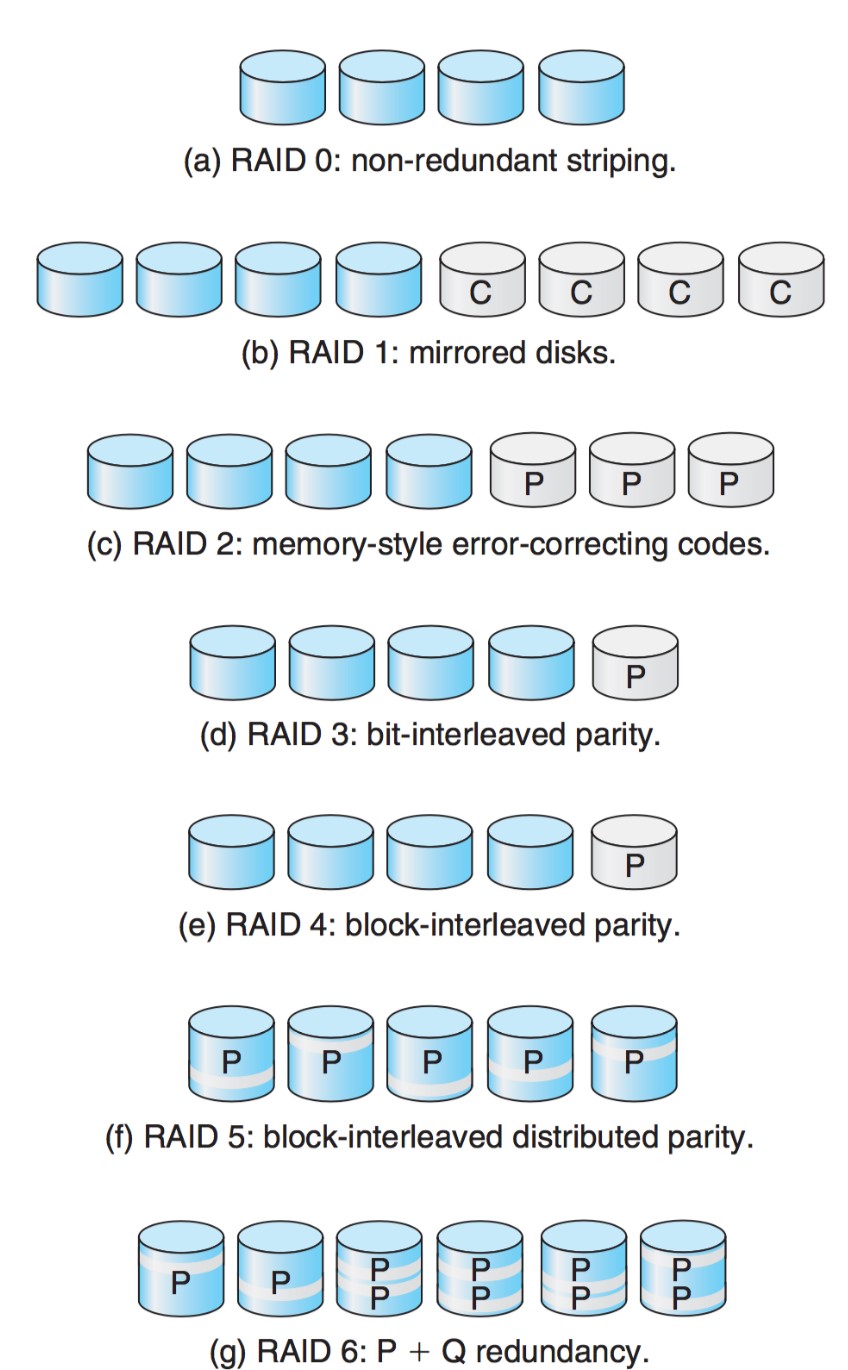 (a) RAID 0: non-redundant striping.
C C C C
(b) RAID 1: mirrored disks.
P P P
(c) RAID 2: memory-style error-correcting codes.
P
(d) RAID 3: bit-interleaved parity.
P
(e) RAID 4: block-interleaved parity.
P P P P P
(f) RAID 5: block-interleaved distributed parity.
P P P P P P
P P P P
(g) RAID 6: P + Q redundancy.